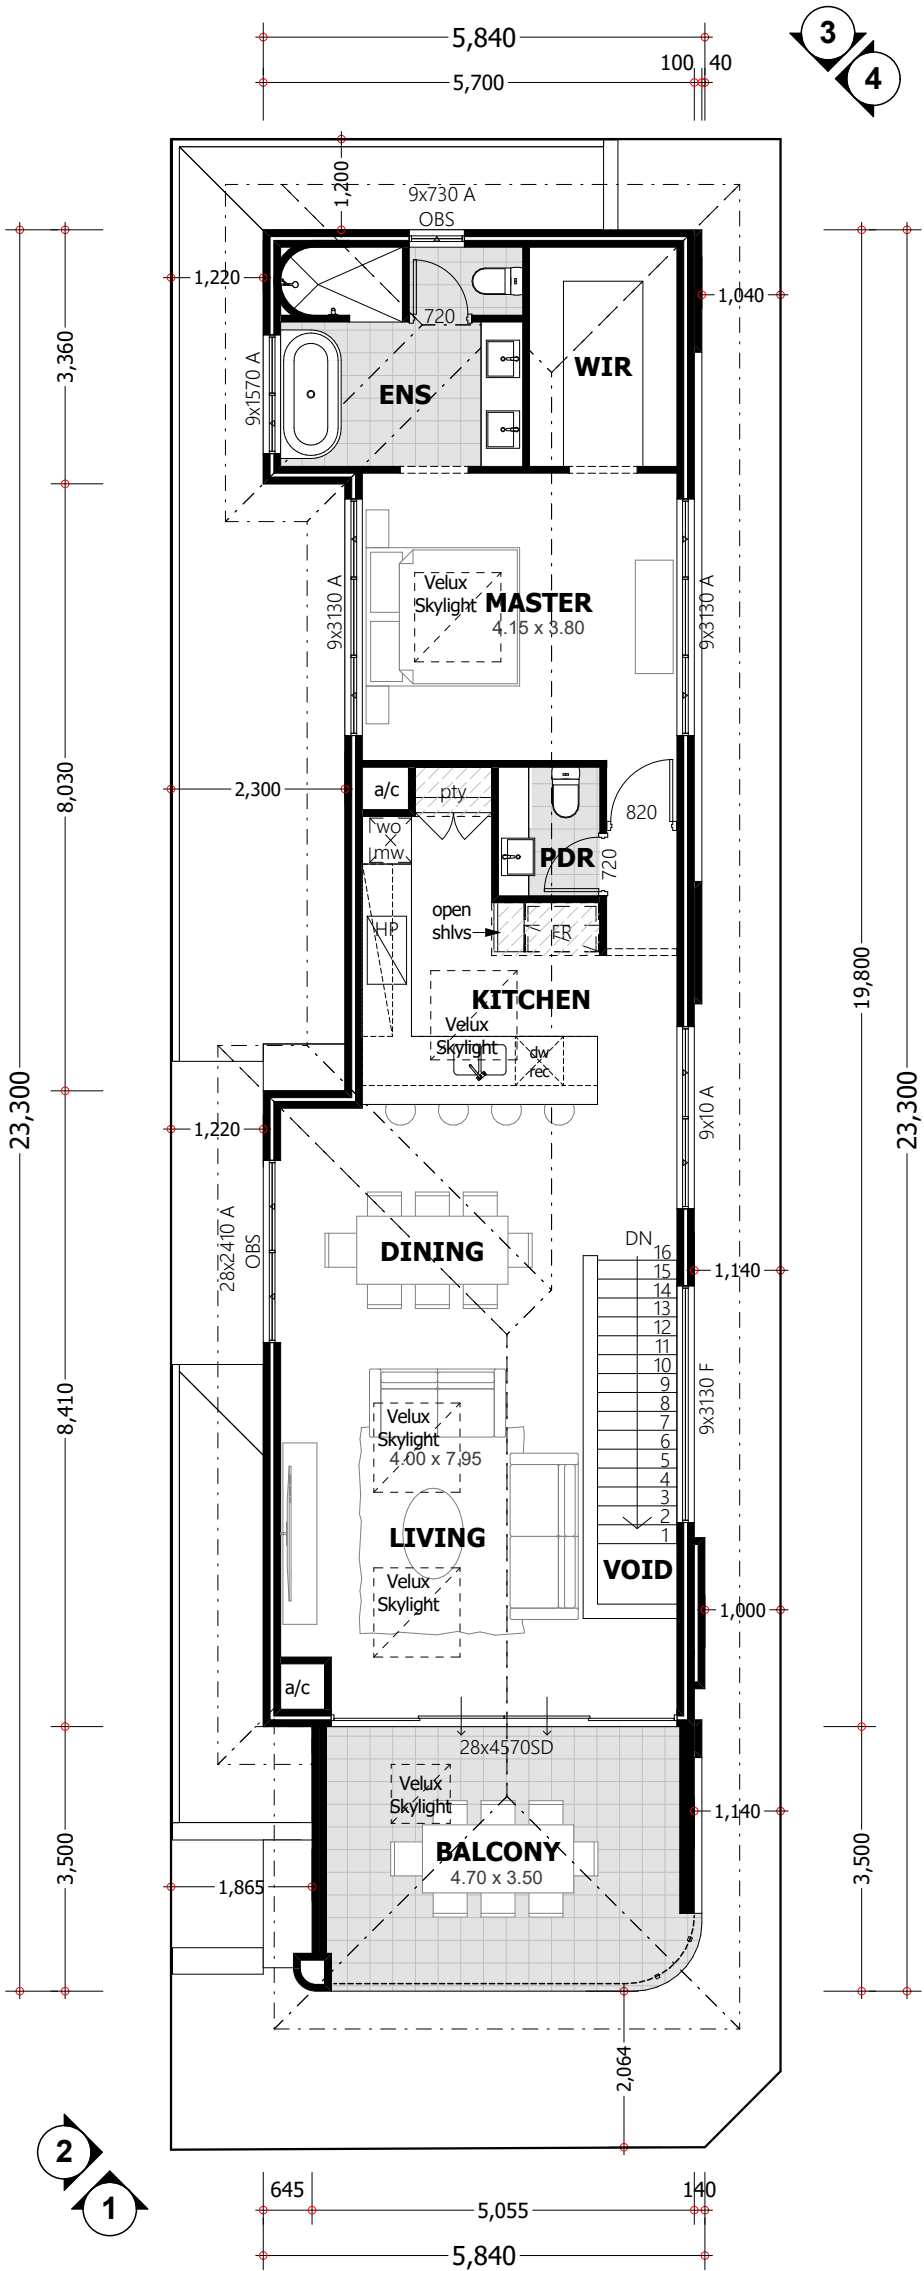 5,840
5,700
100
40
3
4
1,200
9x730 A
OBS
1,220
1,040
720
ENS
WIR
9x1570 A
3,360
Velux
Skylight
MASTER
4.15 x 3.80
9x3130 A
9x3130 A
2,300
8,030
a/c
pty
820
wo
mw
PDR
720
open
shlvs
FR
HP
KITCHEN
Velux
Skylight
dw
rec
19,800
23,300
23,300
9x10 A
1,220
28x2410 A
OBS
DINING
DN
16
15
14
13
12
11
10
9
8
7
6
5
4
3
2
1
1,140
9x3130 F
8,410
Velux
Skylight
4.00 x 7.95
LIVING
Velux
Skylight
VOID
1,000
a/c
28x4570SD
Velux
Skylight
BALCONY
4.70 x 3.50
1,140
3,500
3,500
1,865
2,064
2
1
645
5,055
140
5,840